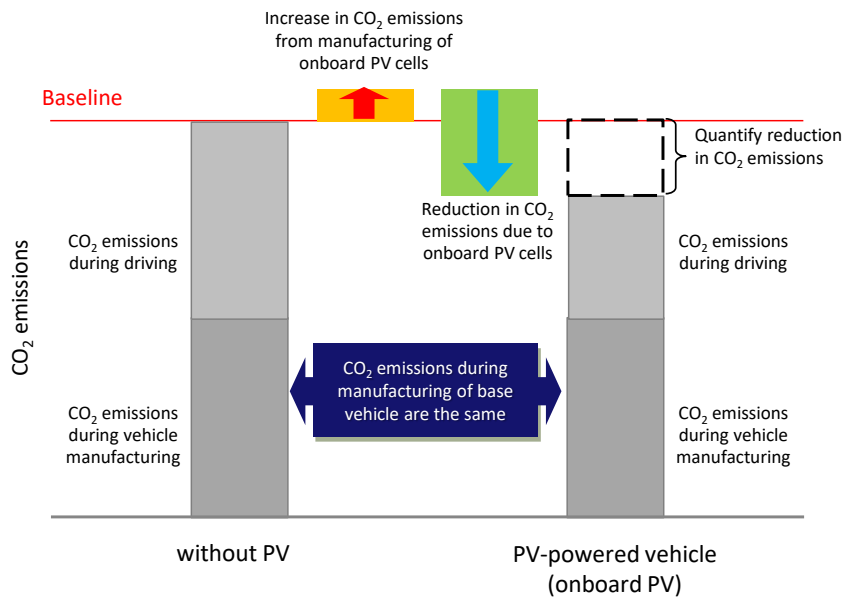 Increase in CO₂ emissions
from manufacturing of
onboard PV cells
Baseline
Quantify reduction
in CO₂ emissions
Reduction in CO₂
emissions due to
onboard PV cells
CO₂ emissions
during driving
CO₂ emissions
during driving
CO₂ emissions
CO₂ emissions during
manufacturing of base
vehicle are the same
CO₂ emissions
during vehicle
manufacturing
CO₂ emissions
during vehicle
manufacturing
without PV
PV-powered vehicle
(onboard PV)